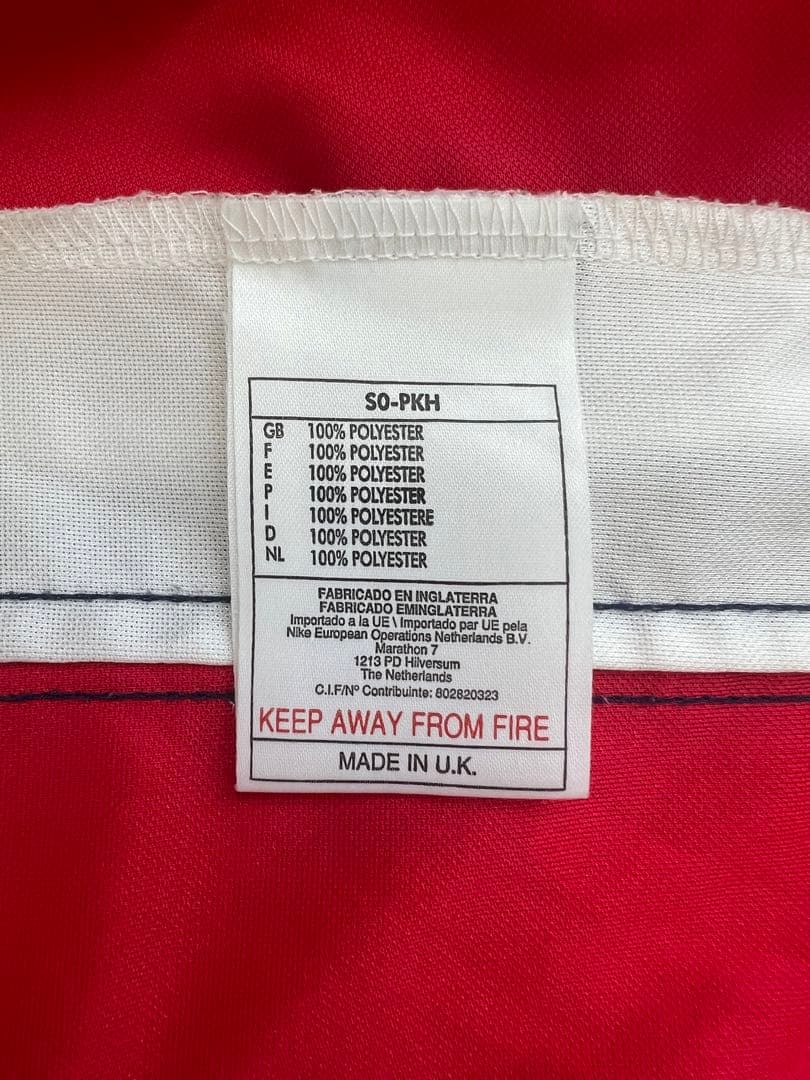 SO-PKH
GB 100% POLYESTER
F 100% POLYESTER
E 100% POLYESTER
P 100% POLYESTER
I 100% POLYESTERE
D 100% POLYESTER
NL 100% POLYESTER
FABRICADO EN INGLATERRA
FABRICADO EMINGLATERRA
Importado a la UE \ Importado par UE pela
Nike European Operations Netherlands B.V.
Marathon 7
1213 PD Hilversum
The Netherlands
C.I.F/Nº Contribuinte: 802820323
KEEP AWAY FROM FIRE
MADE IN U.K.